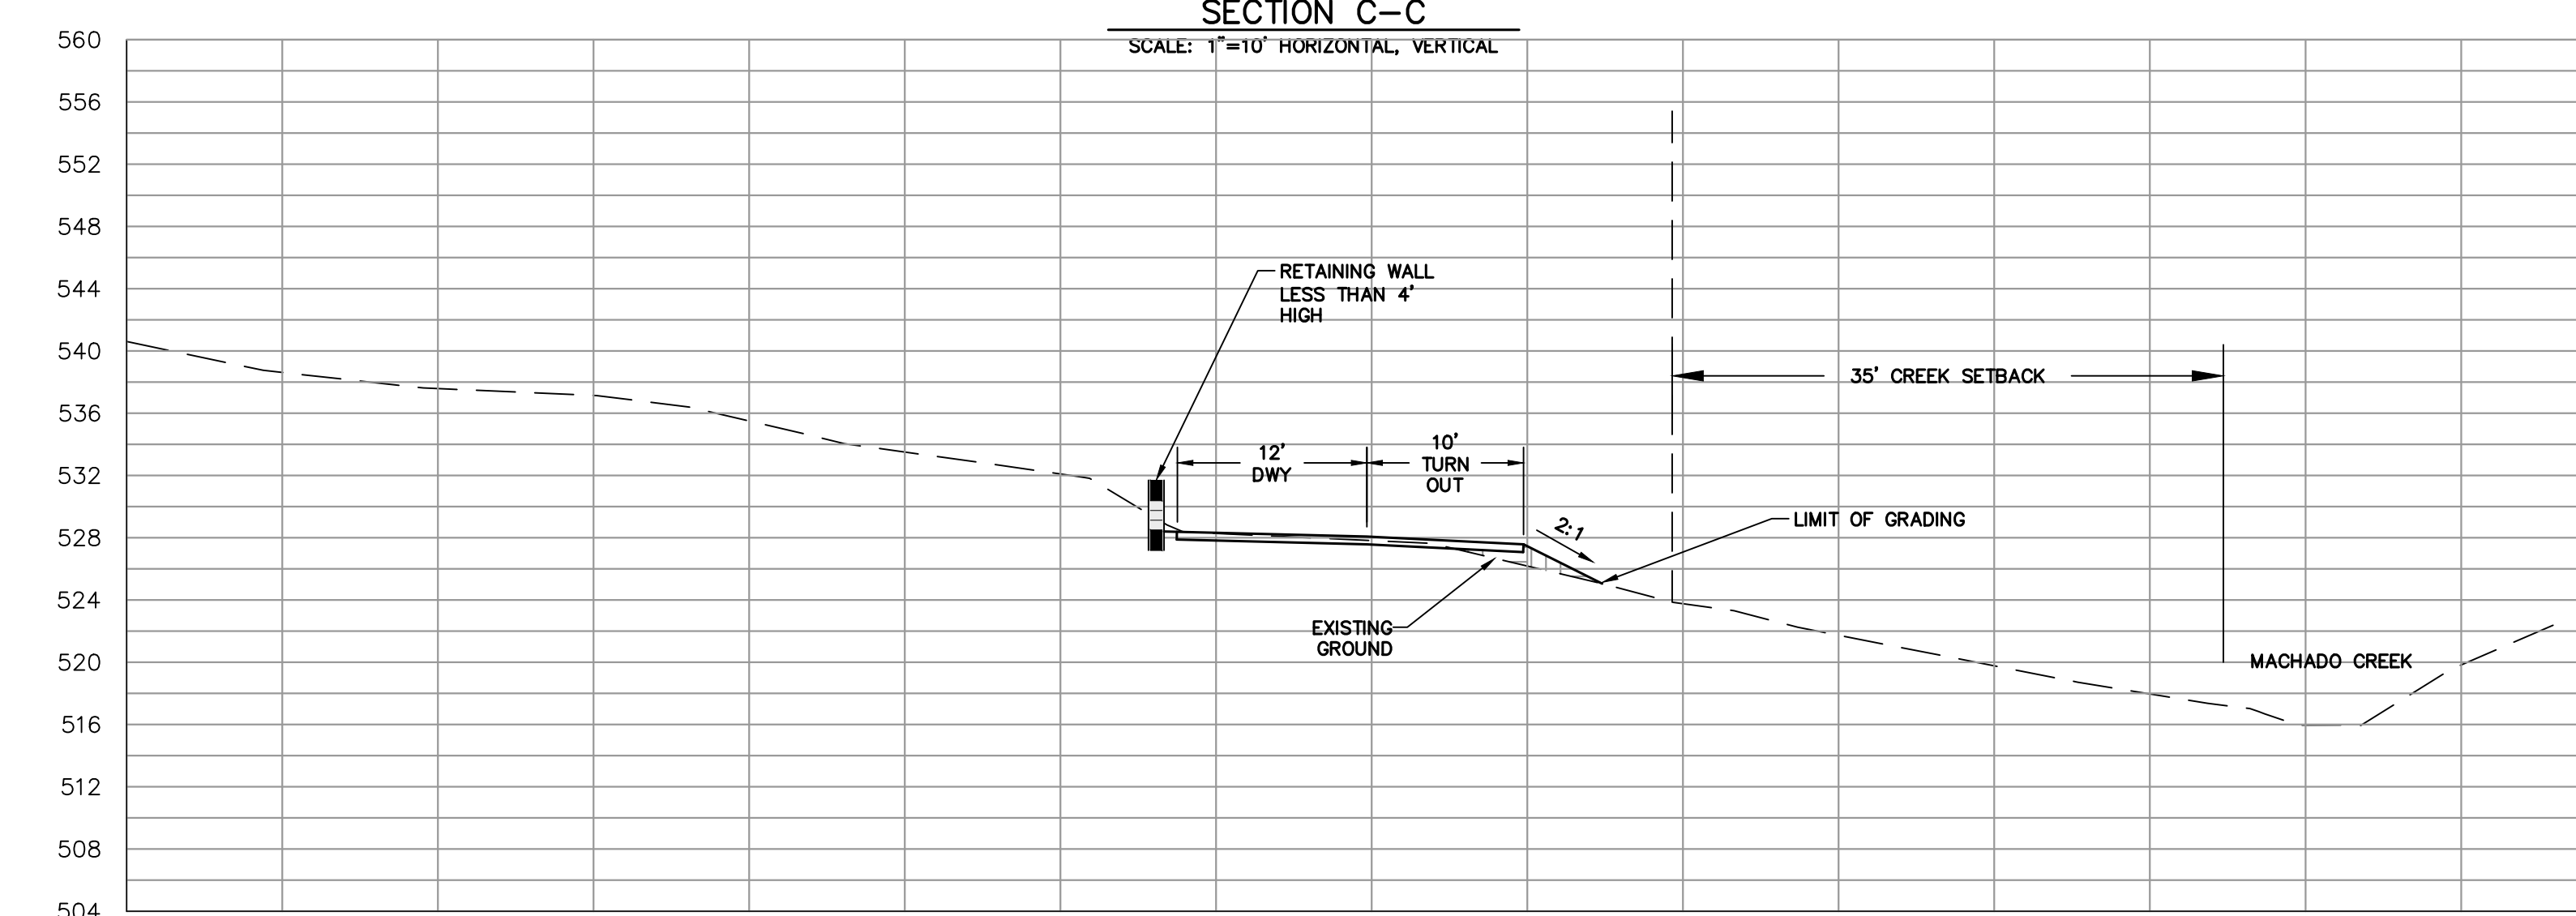 SECTION C-C
SCALE: 1"=10' HORIZONTAL, VERTICAL
560
556
552
548
544
540
536
532
528
524
520
516
512
508
504
RETAINING WALL
LESS THAN 4'
HIGH
35' CREEK SETBACK
12'
DWY
10'
TURN
OUT
2:1
LIMIT OF GRADING
EXISTING
GROUND
MACHADO CREEK